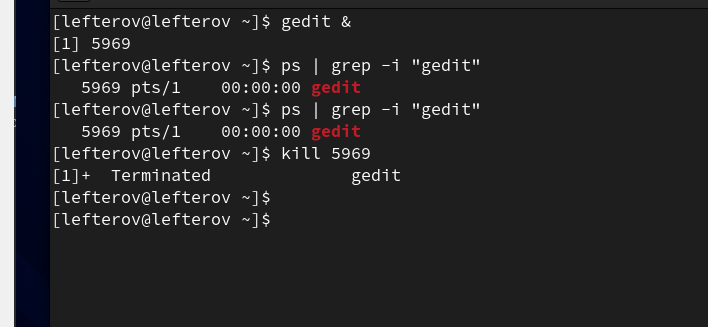 [lefterov@lefterov ~]$ gedit &
[1] 5969
[lefterov@lefterov ~]$ ps | grep -i "gedit"
   5969 pts/1    00:00:00 gedit
[lefterov@lefterov ~]$ ps | grep -i "gedit"
   5969 pts/1    00:00:00 gedit
[lefterov@lefterov ~]$ kill 5969
[1]+  Terminated              gedit
[lefterov@lefterov ~]$
[lefterov@lefterov ~]$